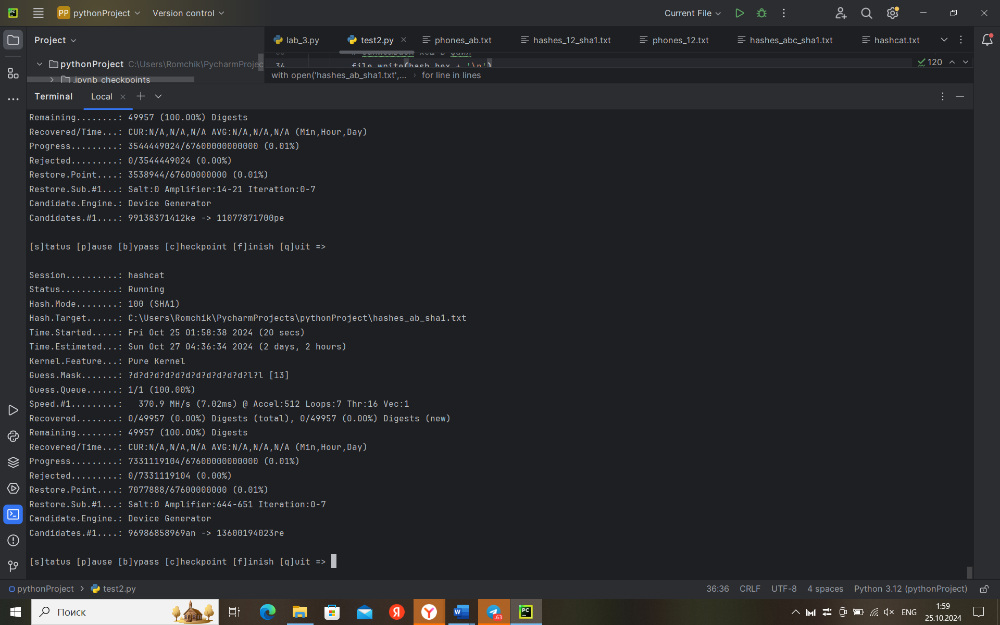 PC
PP pythonProject
Version control
Current File
Project
lab_3.py
test2.py
phones_ab.txt
hashes_12_sha1.txt
phones_12.txt
hashes_abc_sha1.txt
hashcat.txt
pythonProject C:\Users\Romchik\PycharmProjec
.ipynb_checkpoints
36 file.write(hash_hex + '\n')
120
with open('hashes_ab_sha1.txt',... › for line in lines
Terminal
Local
Remaining........: 49957 (100.00%) Digests
Recovered/Time...: CUR:N/A,N/A,N/A AVG:N/A,N/A,N/A (Min,Hour,Day)
Progress.........: 3544449024/67600000000000 (0.01%)
Rejected.........: 0/3544449024 (0.00%)
Restore.Point....: 3538944/67600000000 (0.01%)
Restore.Sub.#1...: Salt:0 Amplifier:14-21 Iteration:0-7
Candidate.Engine.: Device Generator
Candidates.#1....: 99138371412ke -> 11077871700pe
[s]tatus [p]ause [b]ypass [c]heckpoint [f]inish [q]uit =>
Session..........: hashcat
Status...........: Running
Hash.Mode........: 100 (SHA1)
Hash.Target......: C:\Users\Romchik\PycharmProjects\pythonProject\hashes_ab_sha1.txt
Time.Started.....: Fri Oct 25 01:58:38 2024 (20 secs)
Time.Estimated...: Sun Oct 27 04:36:34 2024 (2 days, 2 hours)
Kernel.Feature...: Pure Kernel
Guess.Mask.......: ?d?d?d?d?d?d?d?d?d?d?d?l?l [13]
Guess.Queue......: 1/1 (100.00%)
Speed.#1.........:   370.9 MH/s (7.02ms) @ Accel:512 Loops:7 Thr:16 Vec:1
Recovered........: 0/49957 (0.00%) Digests (total), 0/49957 (0.00%) Digests (new)
Remaining........: 49957 (100.00%) Digests
Recovered/Time...: CUR:N/A,N/A,N/A AVG:N/A,N/A,N/A (Min,Hour,Day)
Progress.........: 7331119104/67600000000000 (0.01%)
Rejected.........: 0/7331119104 (0.00%)
Restore.Point....: 7077888/67600000000 (0.01%)
Restore.Sub.#1...: Salt:0 Amplifier:644-651 Iteration:0-7
Candidate.Engine.: Device Generator
Candidates.#1....: 96986858969an -> 13600194023re
[s]tatus [p]ause [b]ypass [c]heckpoint [f]inish [q]uit =>
pythonProject > test2.py
36:36 CRLF UTF-8 4 spaces Python 3.12 (pythonProject)
Поиск
Я
Y
W
..63
PC
ENG
1:59
25.10.2024